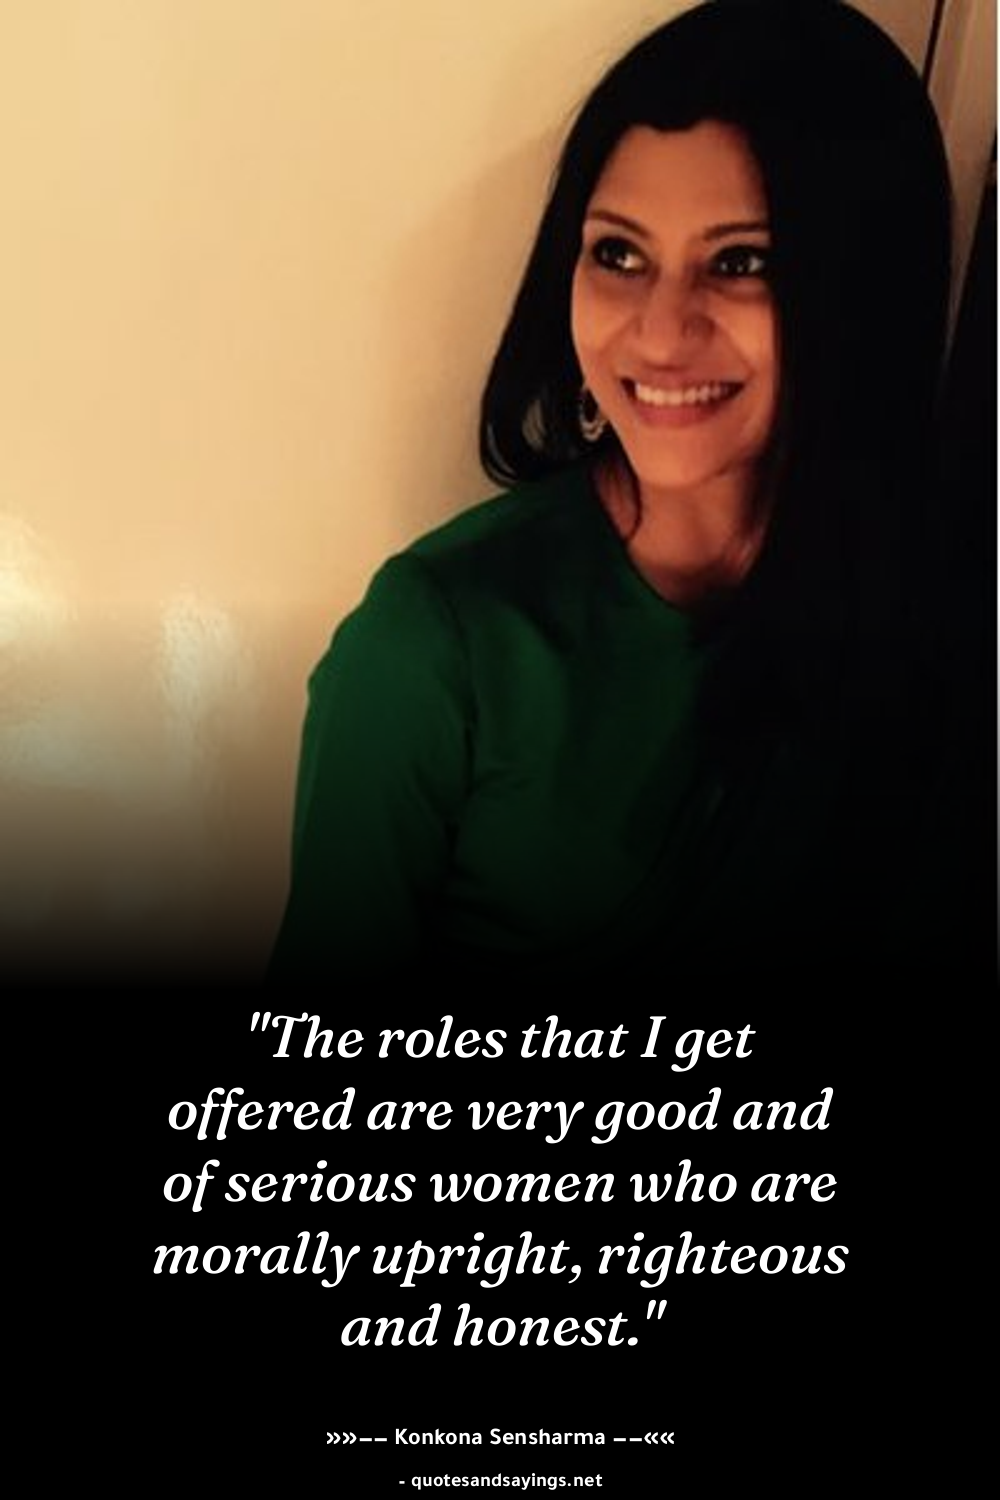 "The roles that I get
offered are very good and
of serious women who are
morally upright, righteous
and honest."
»»−− Konkona Sensharma −−««
- quotesandsayings.net